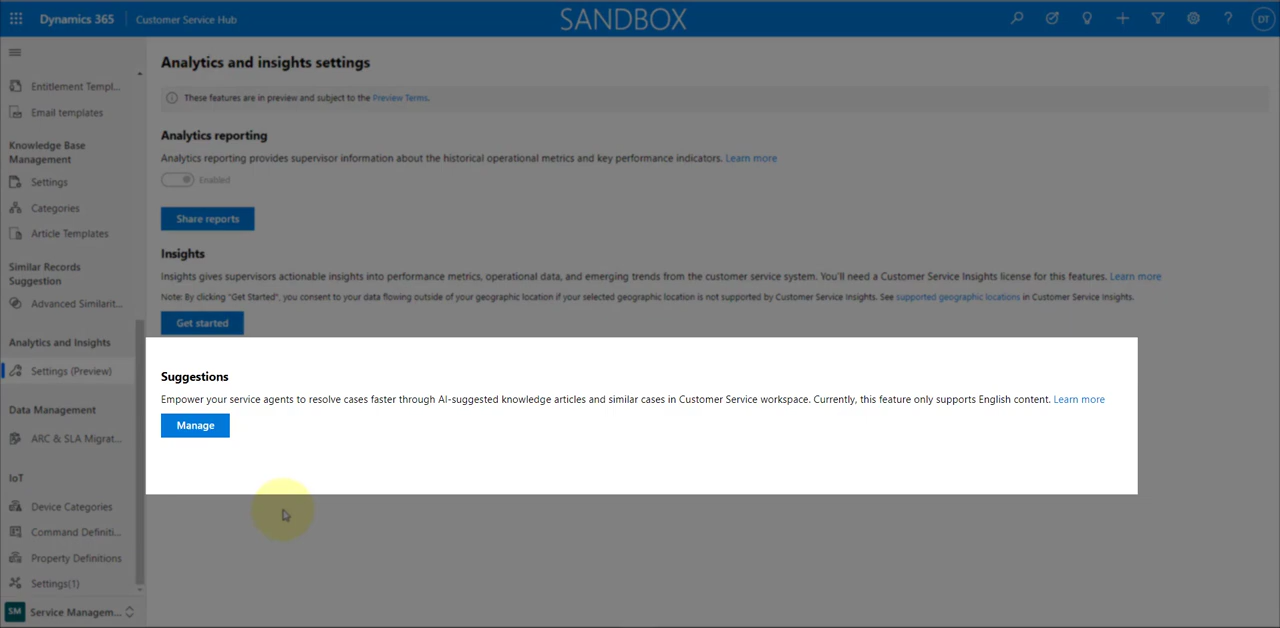 Dynamics 365 Customer Service Hub SANDBOX DT
Entitlement Templ...
Email templates
Knowledge Base
Management
Settings
Categories
Article Templates
Similar Records
Suggestion
Advanced Similarit...
Analytics and Insights
Settings (Preview)
Data Management
ARC & SLA Migrat...
IoT
Device Categories
Command Definiti...
Property Definitions
Settings(1)
SM Service Managem...
Analytics and insights settings
These features are in preview and subject to the Preview Terms.
Analytics reporting
Analytics reporting provides supervisor information about the historical operational metrics and key performance indicators. Learn more
Enabled
Share reports
Insights
Insights gives supervisors actionable insights into performance metrics, operational data, and emerging trends from the customer service system. You'll need a Customer Service Insights license for this features. Learn more
Note: By clicking "Get Started", you consent to your data flowing outside of your geographic location if your selected geographic location is not supported by Customer Service Insights. See supported geographic locations in Customer Service Insights.
Get started
Suggestions
Empower your service agents to resolve cases faster through AI-suggested knowledge articles and similar cases in Customer Service workspace. Currently, this feature only supports English content. Learn more
Manage